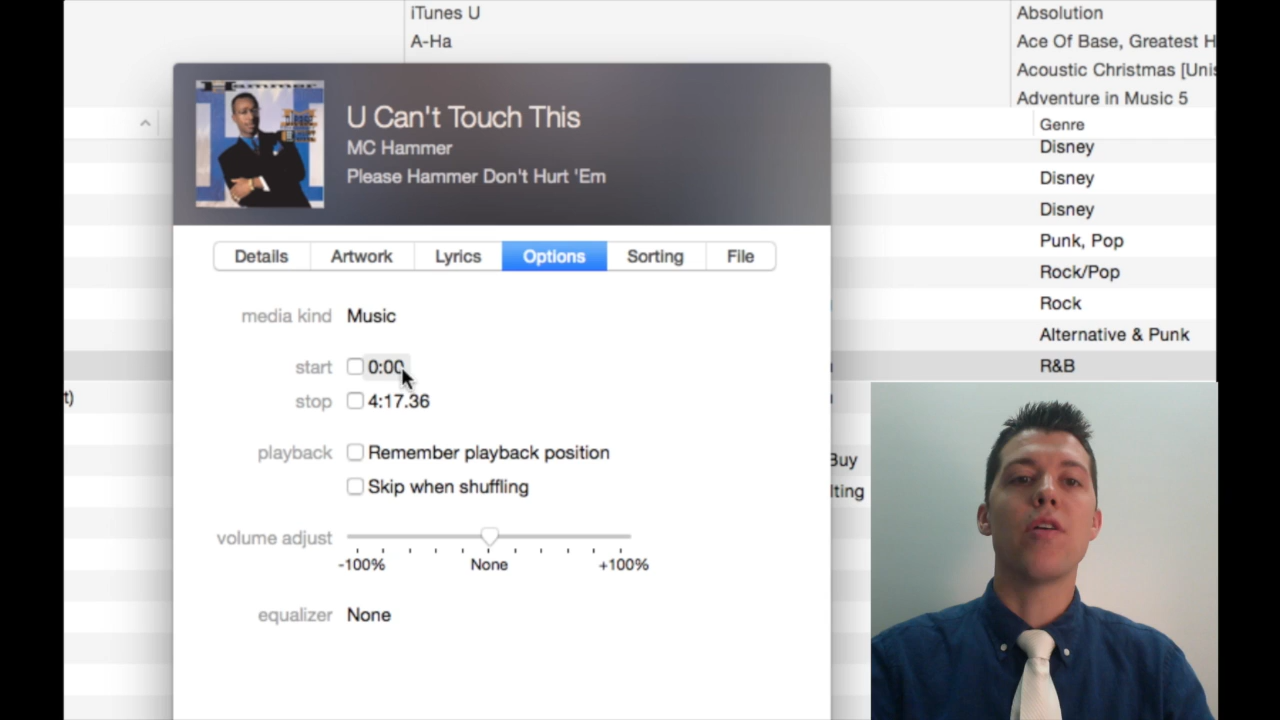 iTunes U
A-Ha
Absolution
Ace Of Base, Greatest H
Acoustic Christmas [Unis
Adventure in Music 5
Hammer
U Can't Touch This
MC Hammer
Please Hammer Don't Hurt 'Em
Details
Artwork
Lyrics
Options
Sorting
File
media kind Music
start 0:00
stop 4:17.36
playback Remember playback position
Skip when shuffling
volume adjust
-100% None +100%
equalizer None
Genre
Disney
Disney
Disney
Punk, Pop
Rock/Pop
Rock
Alternative & Punk
R&B
t)
Buy